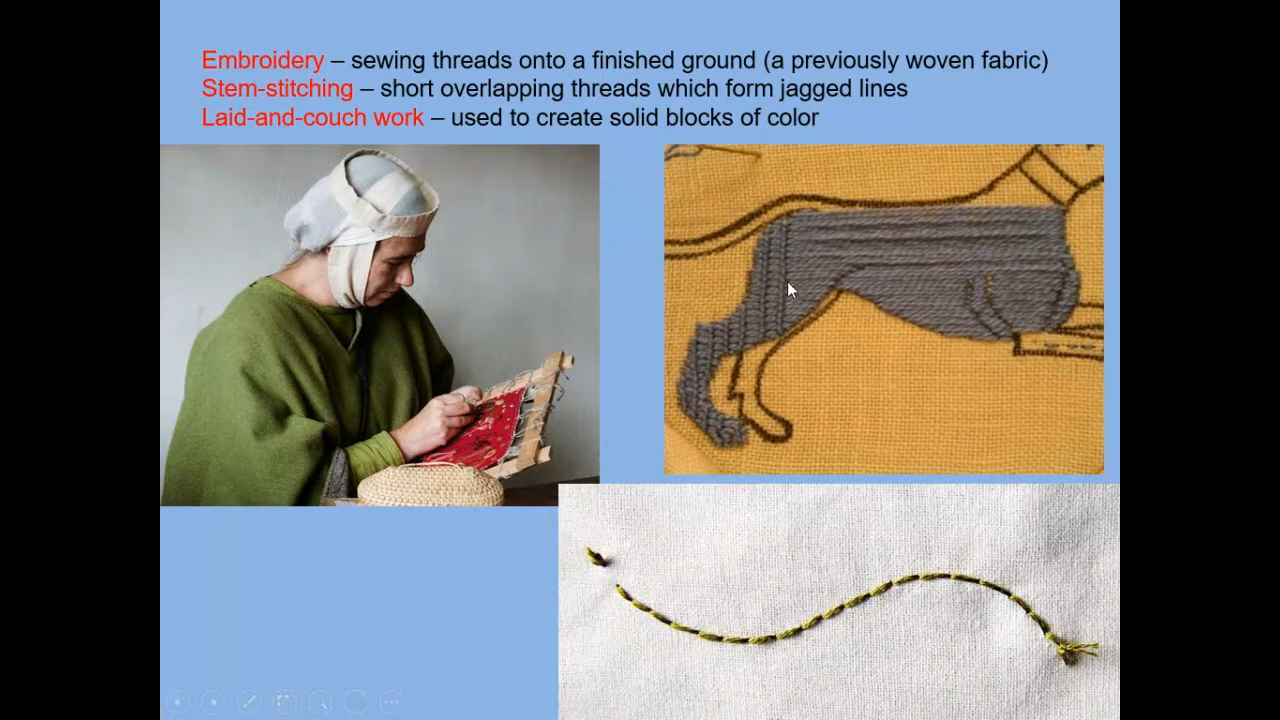 Embroidery – sewing threads onto a finished ground (a previously woven fabric)
Stem-stitching – short overlapping threads which form jagged lines
Laid-and-couch work – used to create solid blocks of color